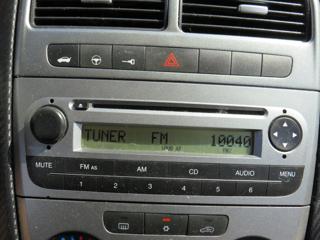 TUNER FM 10040
MUTE FM AS AM CD AUDIO MENU
1 2 3 4 5 6